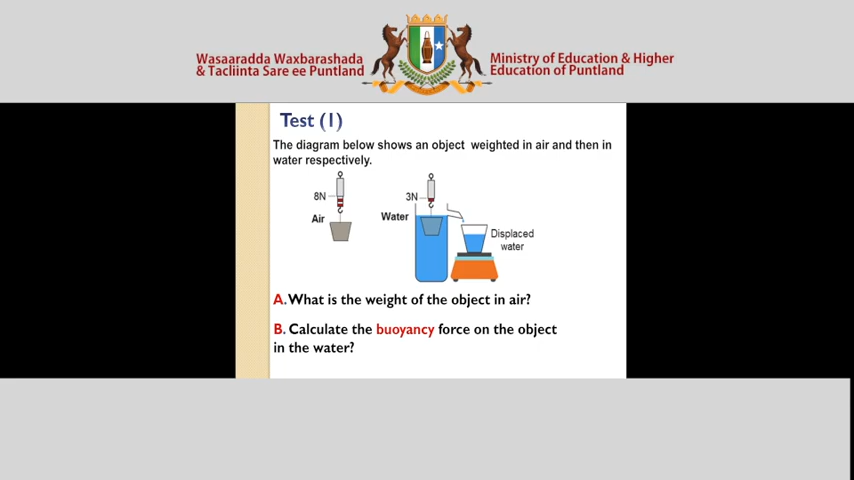 Wasaaradda Waxbarashada
& Tacliinta Sare ee Puntland
Ministry of Education & Higher
Education of Puntland
Test (1)
The diagram below shows an object weighted in air and then in
water respectively.
8N
Air
3N
Water
Displaced
water
A. What is the weight of the object in air?
B. Calculate the buoyancy force on the object
in the water?